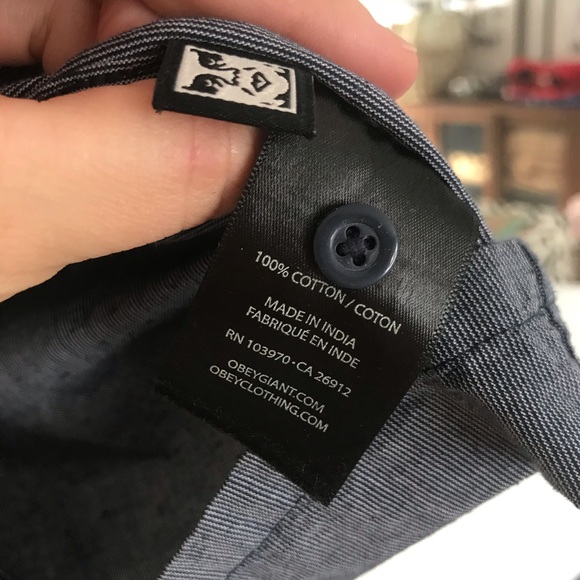 100% COTTON / COTON
MADE IN INDIA
FABRIQUÉ EN INDE
RN 103970 · CA 26912
OBEYGIANT.COM
OBEYCLOTHING.COM